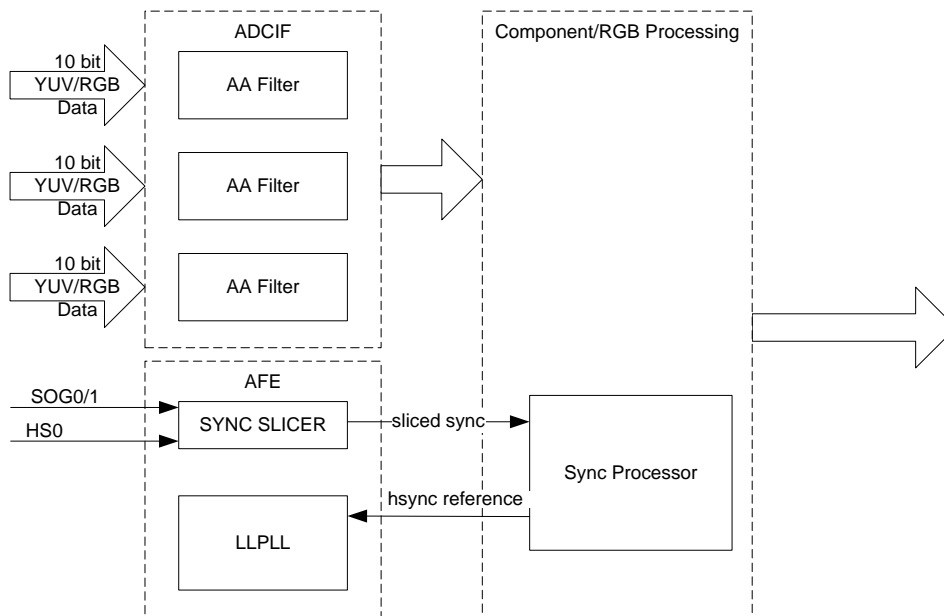 ADCIF
Component/RGB Processing
10 bit
YUV/RGB
Data
AA Filter
10 bit
YUV/RGB
Data
AA Filter
10 bit
YUV/RGB
Data
AA Filter
AFE
SOG0/1
HS0
SYNC SLICER
sliced sync
Sync Processor
hsync reference
LLPLL